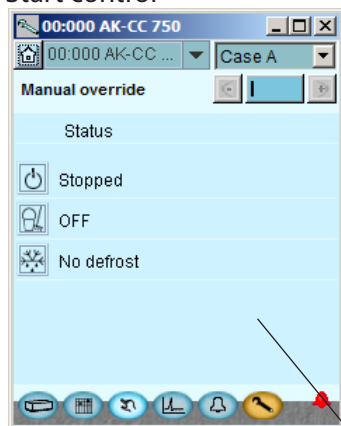 Start control
00:000 AK-CC 750
00:000 AK-CC ... Case A
Manual override
Status
Stopped
OFF
No defrost